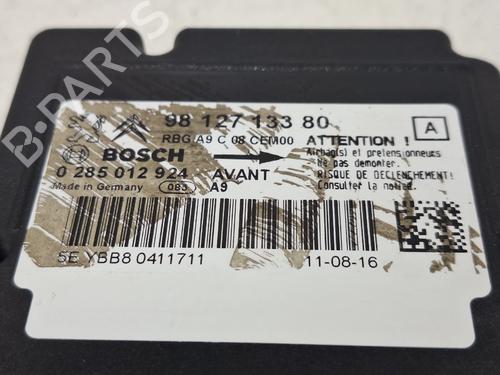 B-PARTS
98 127 133 80
A
RBG A9 C 08 CEM00
ATTENTION !
BOSCH
Airbag(s) et pretensionneurs
Ne pas demonter.
0 285 012 924
AVANT
RISQUE DE DECLENCHEMENT!
Made in Germany
083
A9
Consulter la notice.
5E YBB8 0411711
11-08-16